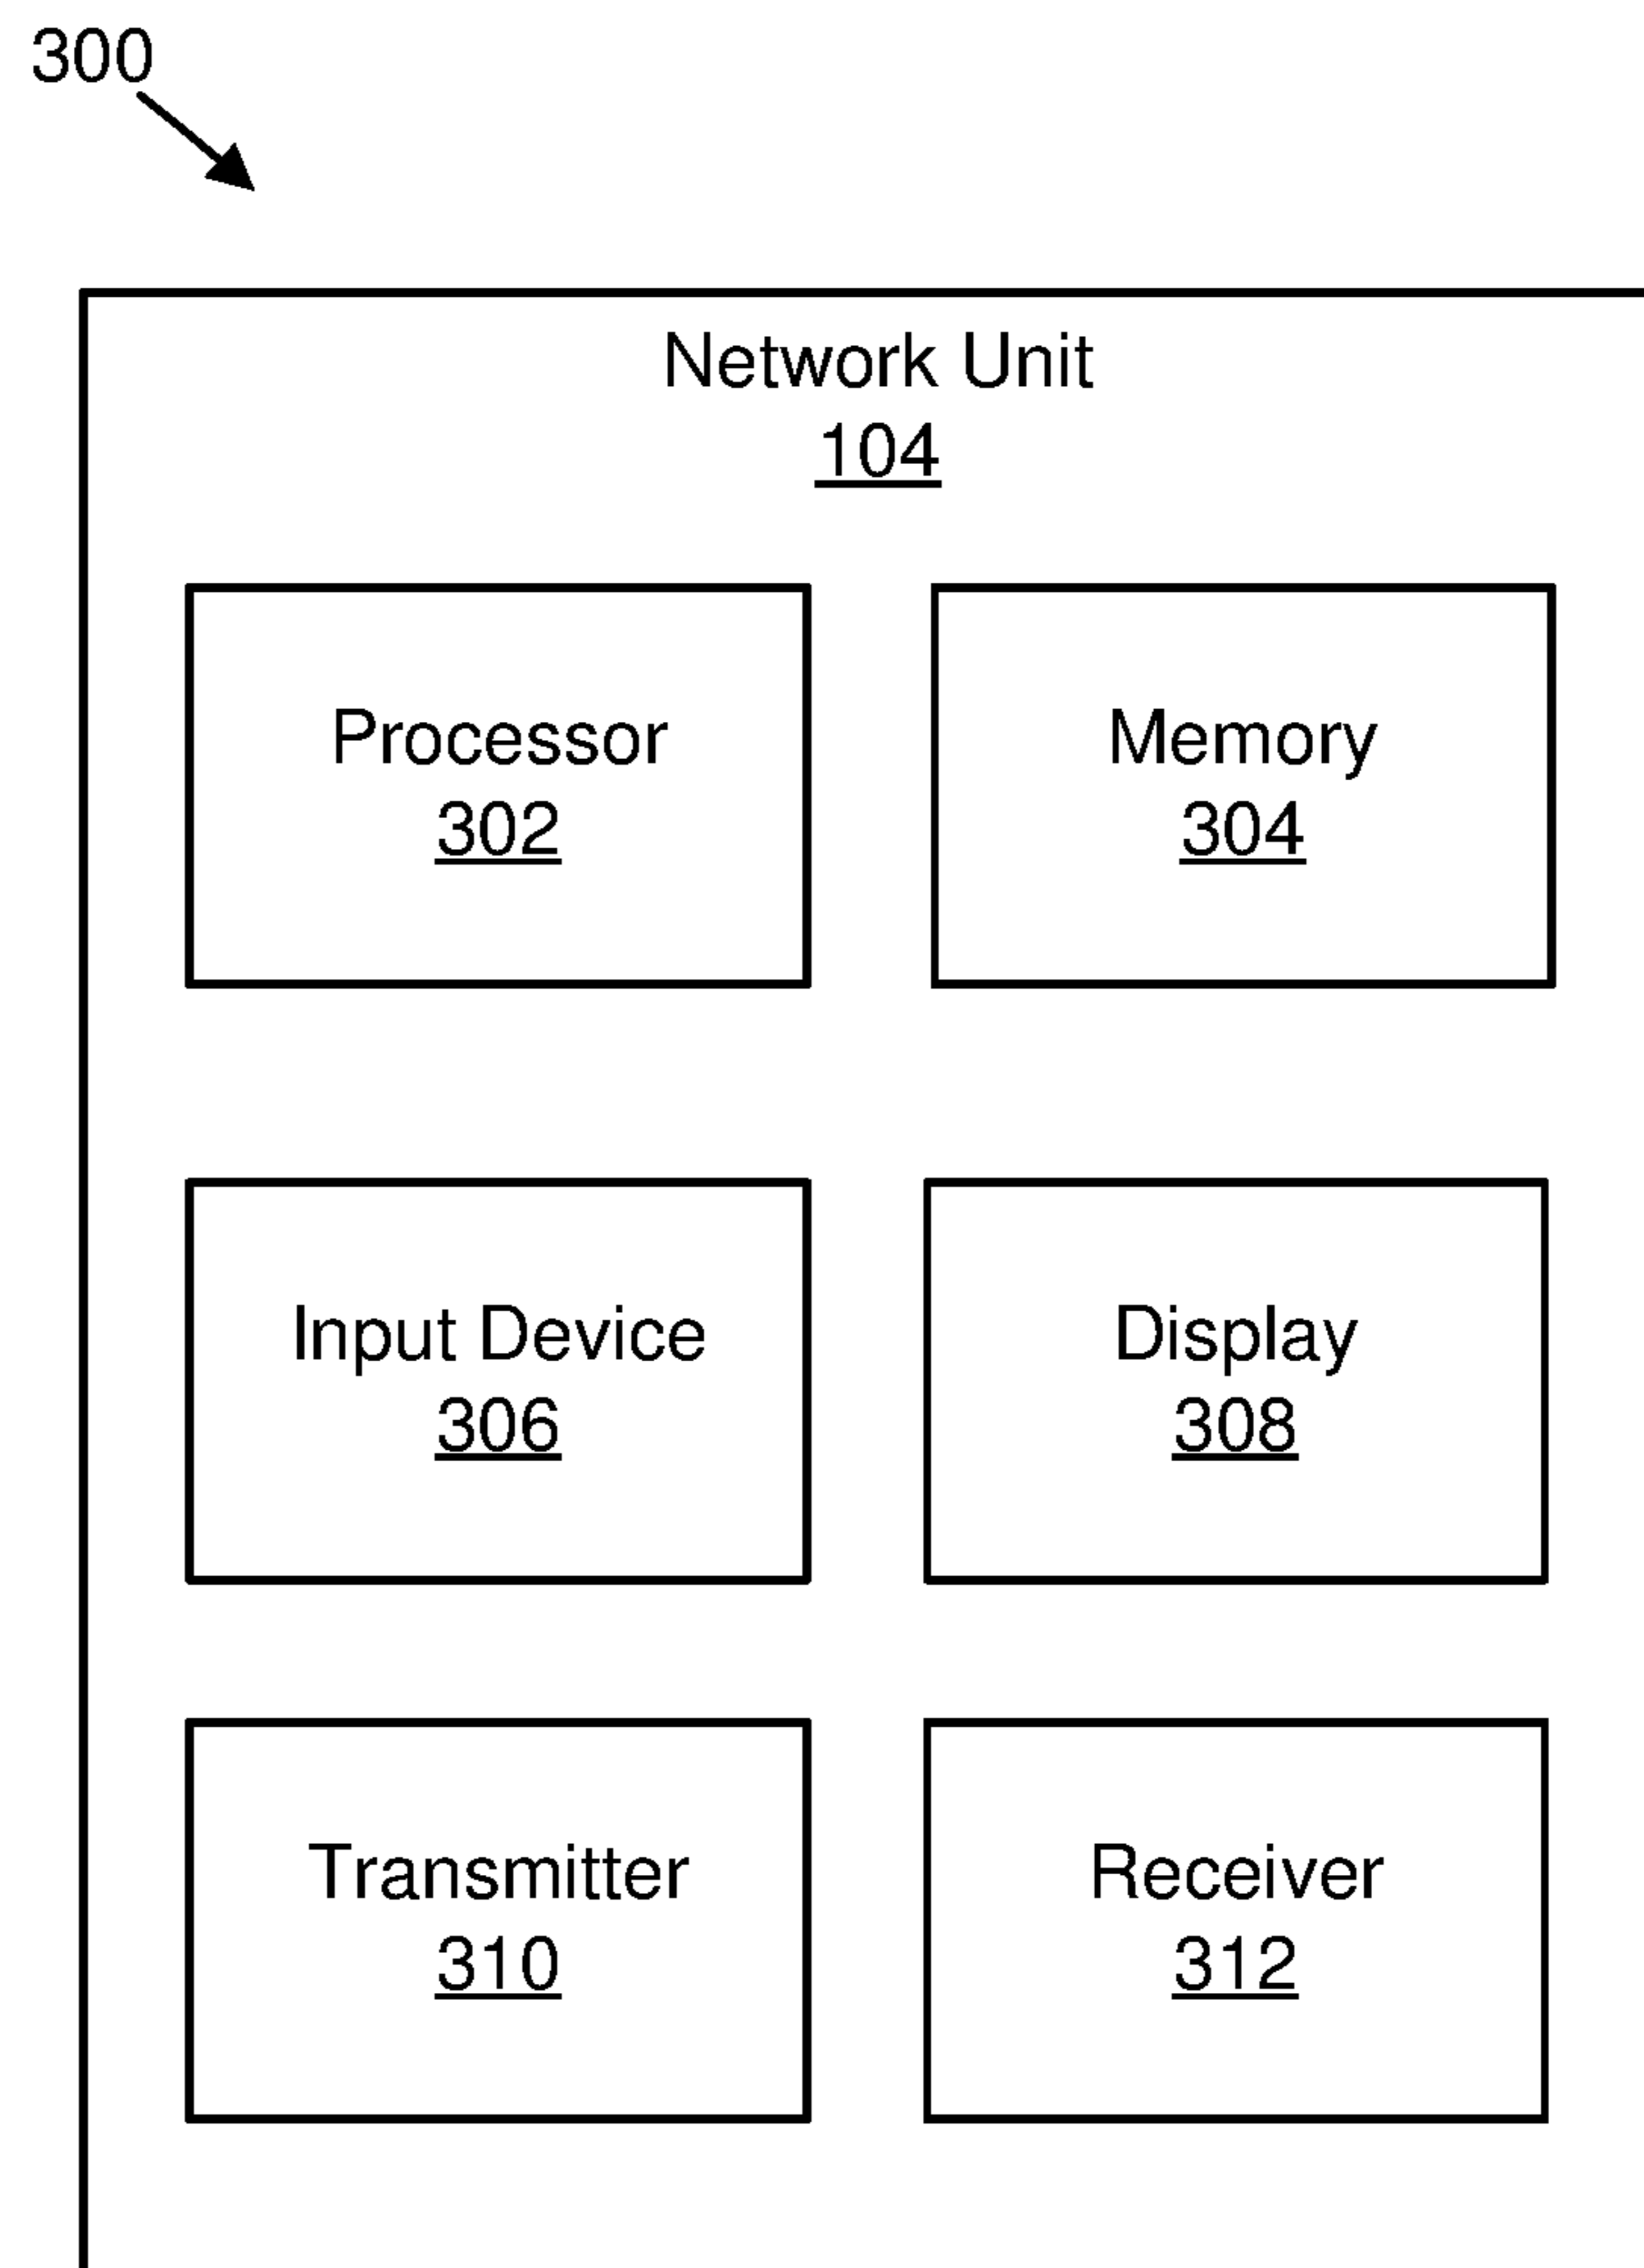 300
Network Unit
104
Processor
302
Memory
304
Input Device
306
Display
308
Transmitter
310
Receiver
312